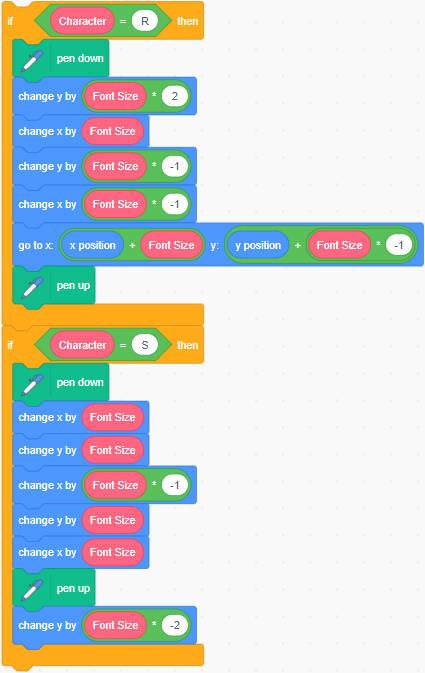 if Character = R then
pen down
change y by Font Size * 2
change x by Font Size
change y by Font Size * -1
change x by Font Size * -1
go to x: x position + Font Size y: y position + Font Size * -1
pen up
if Character = S then
pen down
change x by Font Size
change y by Font Size
change x by Font Size * -1
change y by Font Size
change x by Font Size
pen up
change y by Font Size * -2